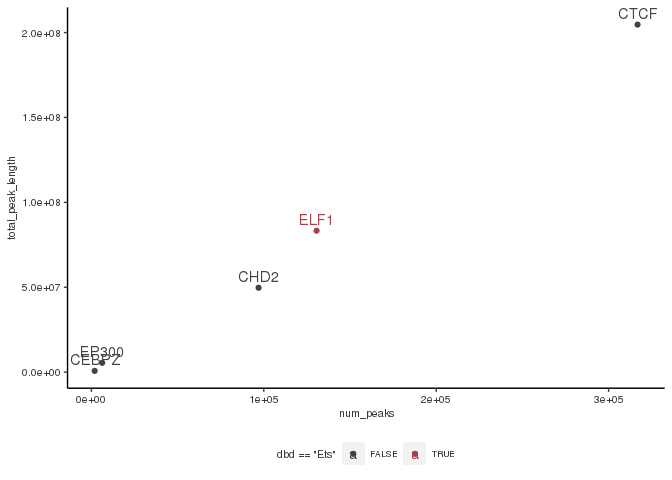 CTCF
2.0e+08
1.5e+08
total_peak_length
1.0e+08
ELF1
CHD2
5.0e+07
EP300
CEBPZ
0.0e+00
0e+00 1e+05 2e+05 3e+05
num_peaks
dbd == "Ets" a FALSE a TRUE